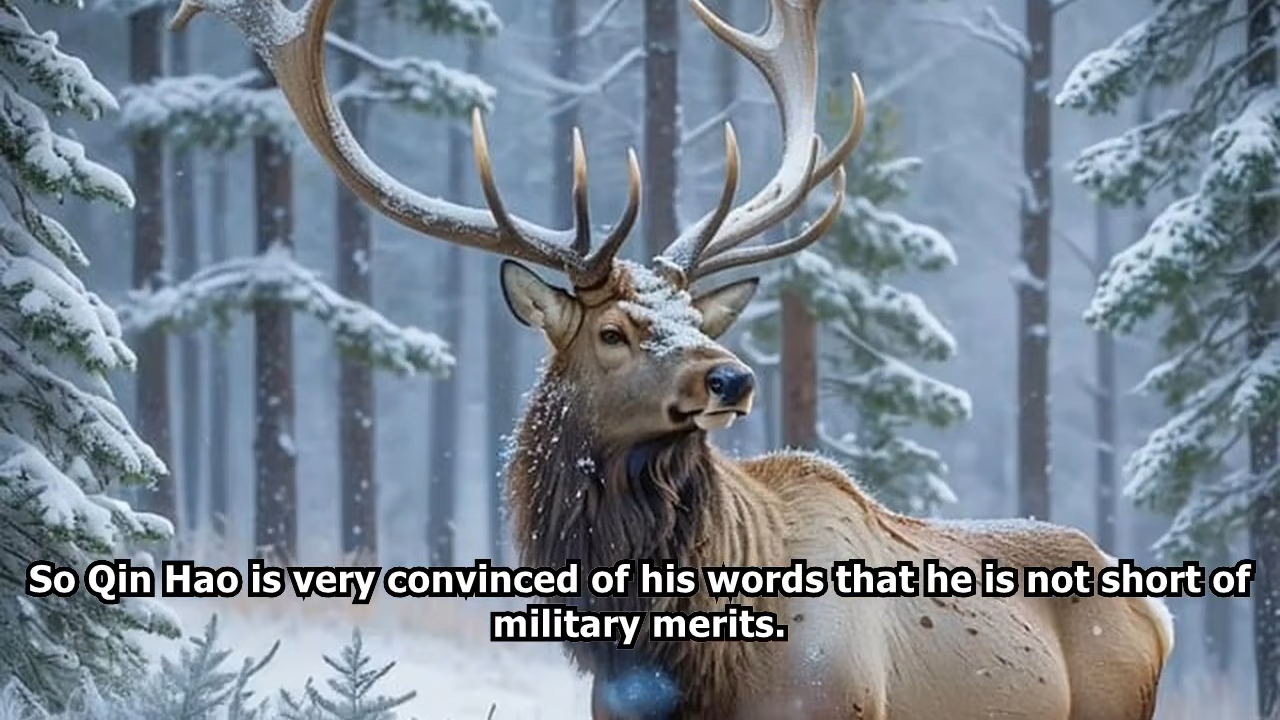 So Qin Hao is very convinced of his words that he is not short of
military merits.